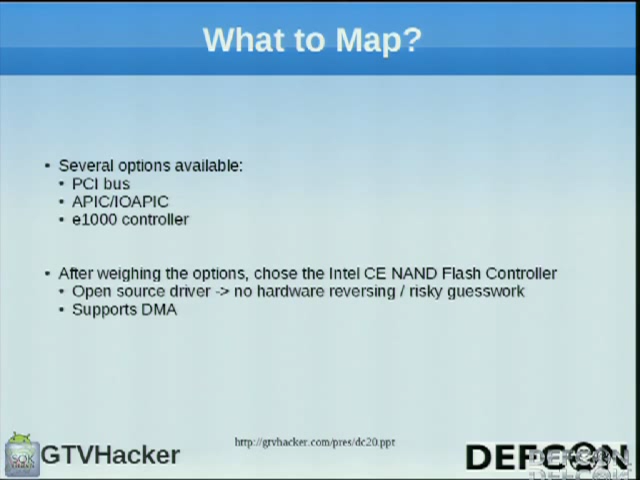 What to Map?
• Several options available:
• PCI bus
• APIC/IOAPIC
• e1000 controller
• After weighing the options, chose the Intel CE NAND Flash Controller
• Open source driver -> no hardware reversing / risky guesswork
• Supports DMA
http://gtvhacker.com/pres/dc20.ppt
GTVHacker
DEFCON
DEFCON